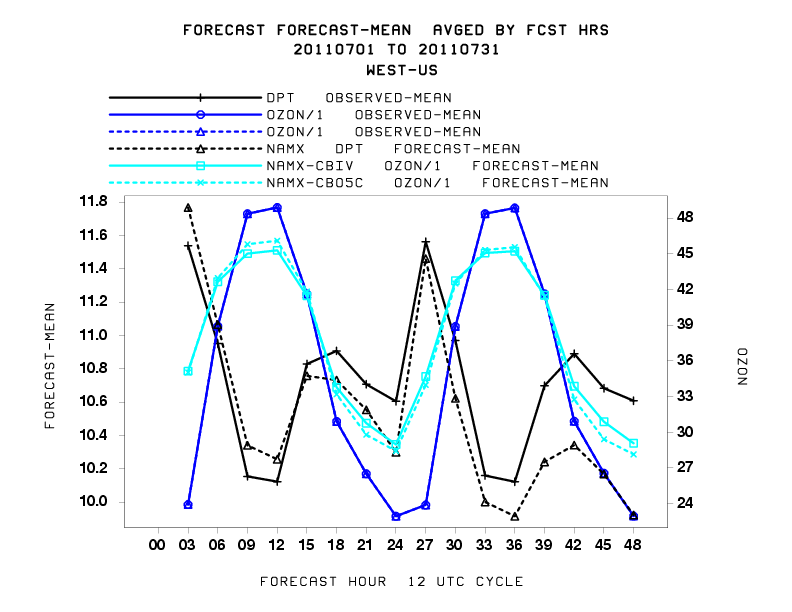 FORECAST FORECAST-MEAN  AVGED BY FCST HRS
20110701 TO 20110731
WEST-US
DPT   OBSERVED-MEAN
OZON/1   OBSERVED-MEAN
OZON/1   OBSERVED-MEAN
NAMX   DPT   FORECAST-MEAN
NAMX-CBIV   OZON/1   FORECAST-MEAN
NAMX-CB05C   OZON/1   FORECAST-MEAN
11.8
11.6
11.4
11.2
11.0
10.8
10.6
10.4
10.2
10.0
FORECAST-MEAN
48
45
42
39
36
33
30
27
24
OZON
00 03 06 09 12 15 18 21 24 27 30 33 36 39 42 45 48
FORECAST HOUR  12 UTC CYCLE